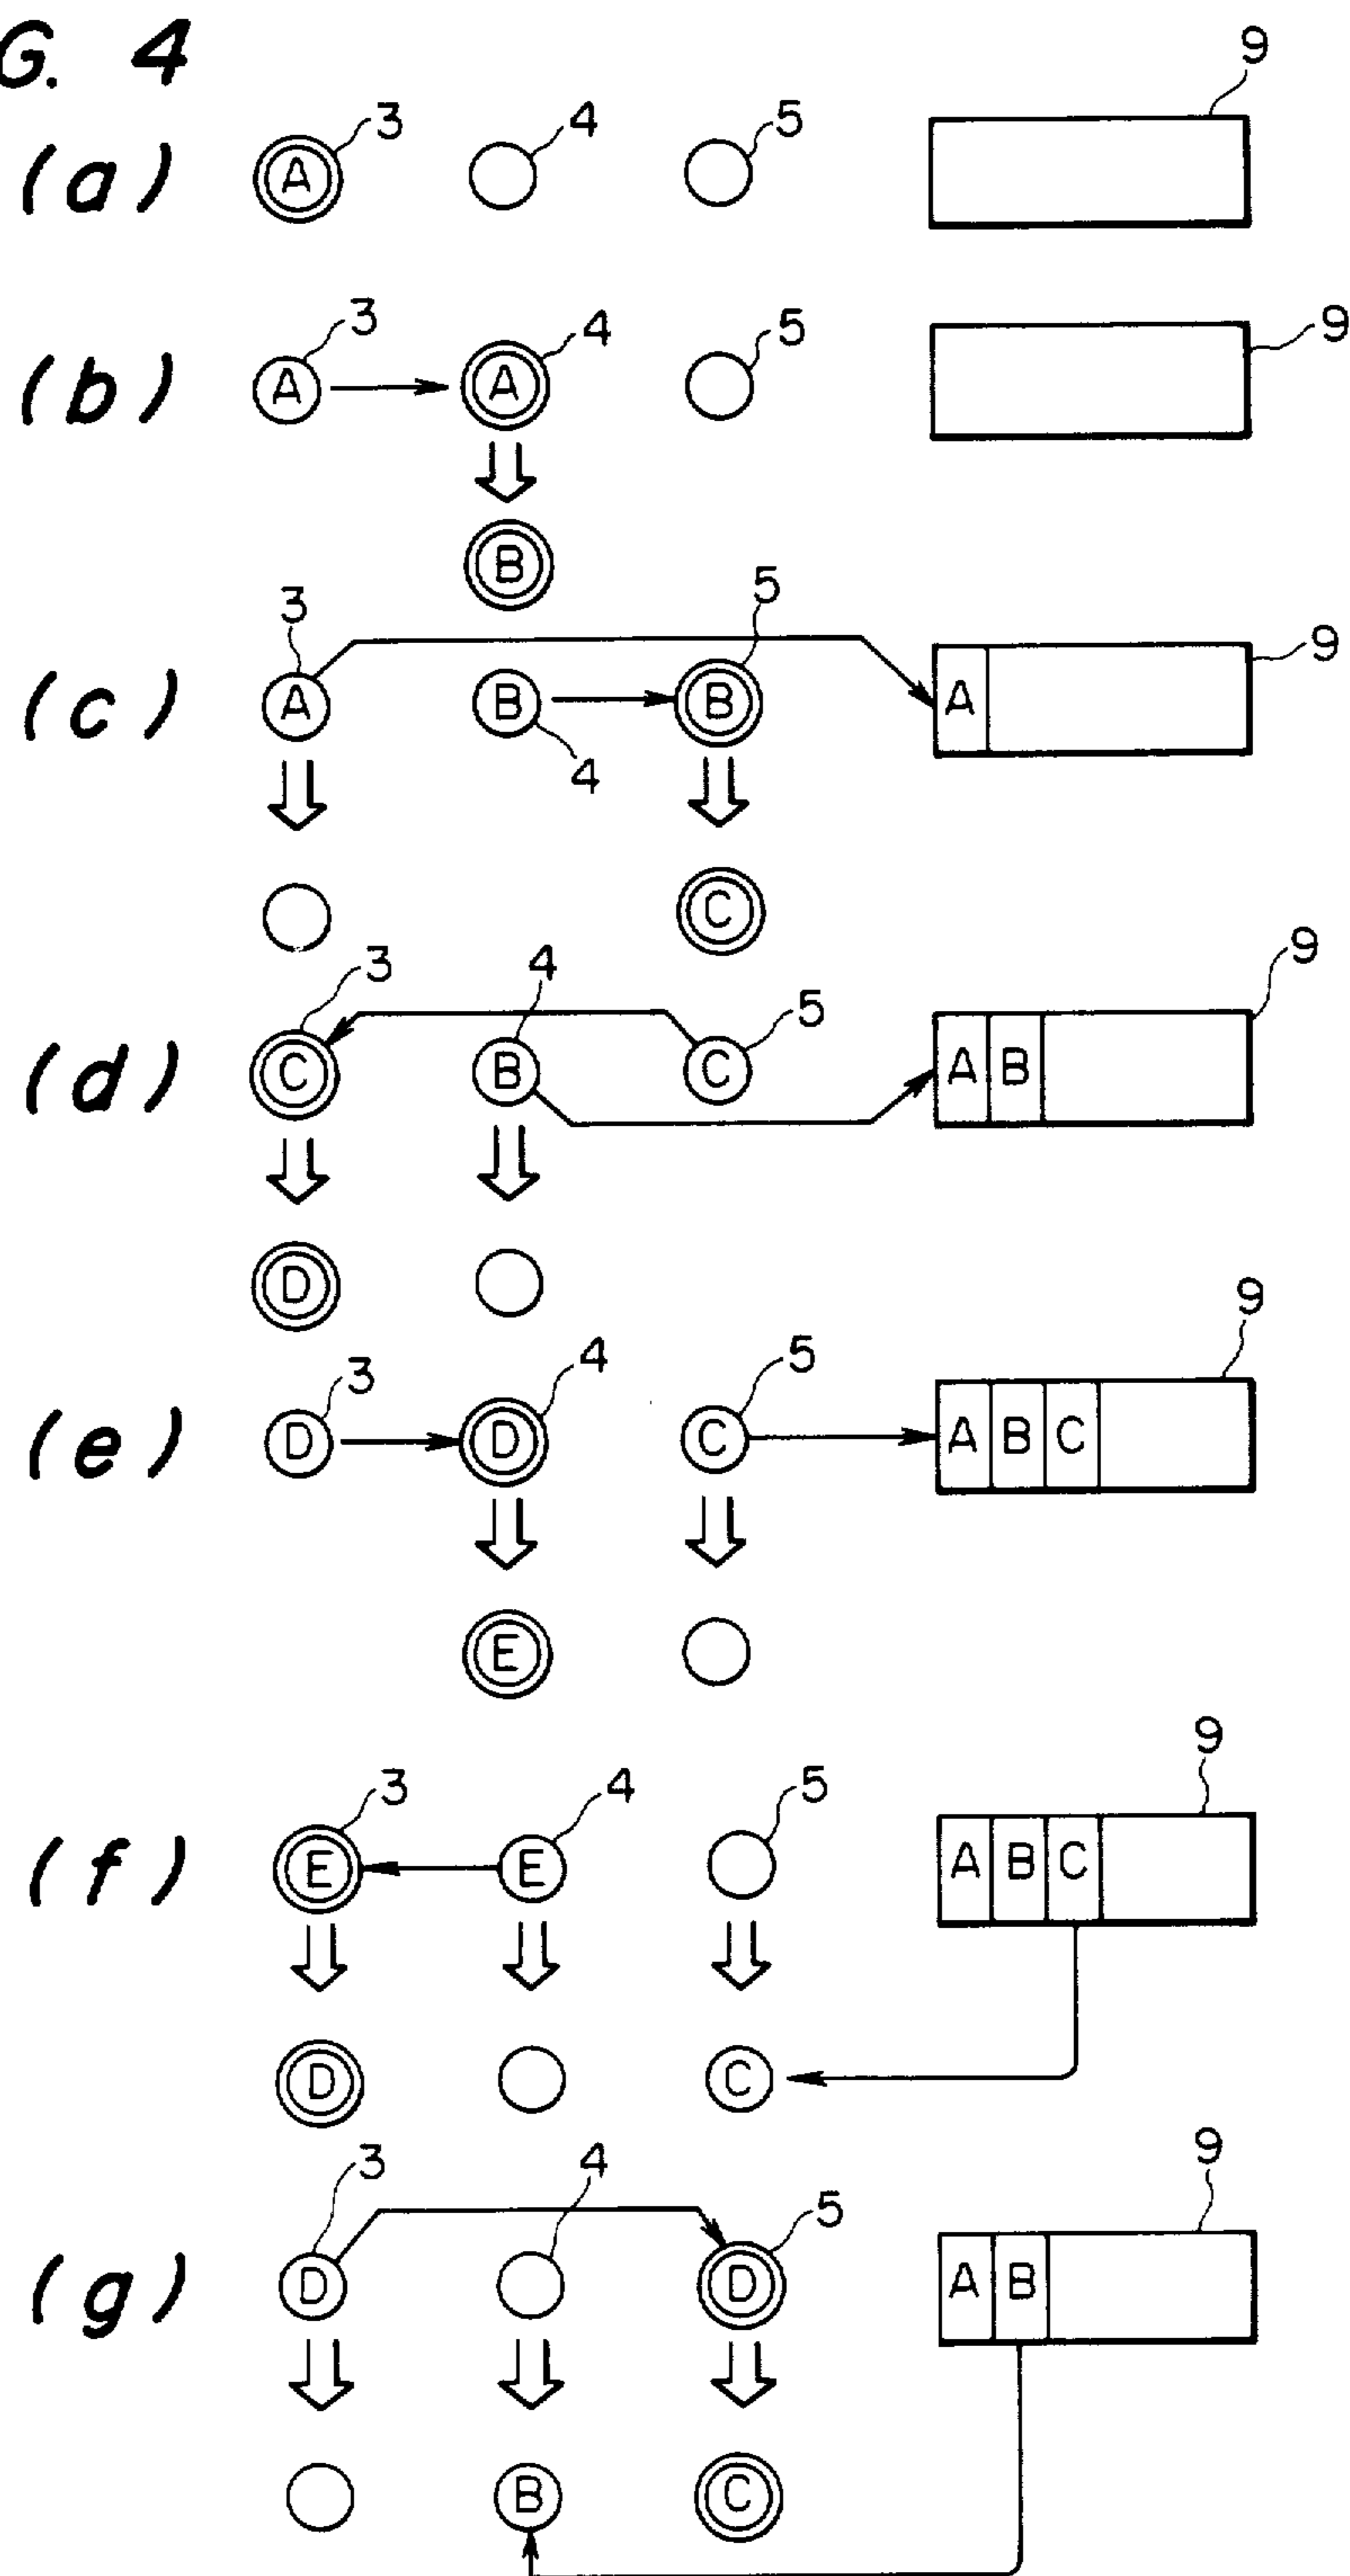 G. 4
(a) A 3 4 5 9
(b) A 3 A 4 5 9
B
(c) A 3 B 4 B 5 A 9
C
(d) C 3 B 4 C 5 A B 9
D
(e) D 3 D 4 C 5 A B C 9
E
(f) E 3 E 4 5 A B C 9
D C
(g) D 3 4 D 5 A B 9
B C